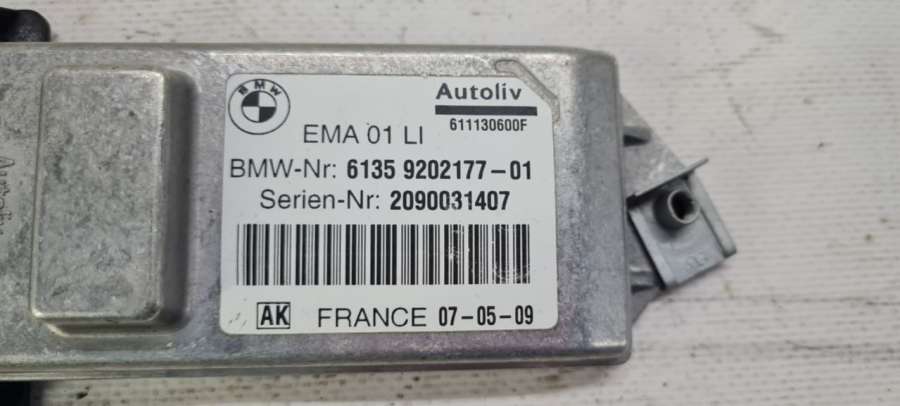 BMW
Autoliv
611130600F
EMA 01 LI
BMW-Nr: 6135 9202177-01
Serien-Nr: 2090031407
AK FRANCE 07-05-09